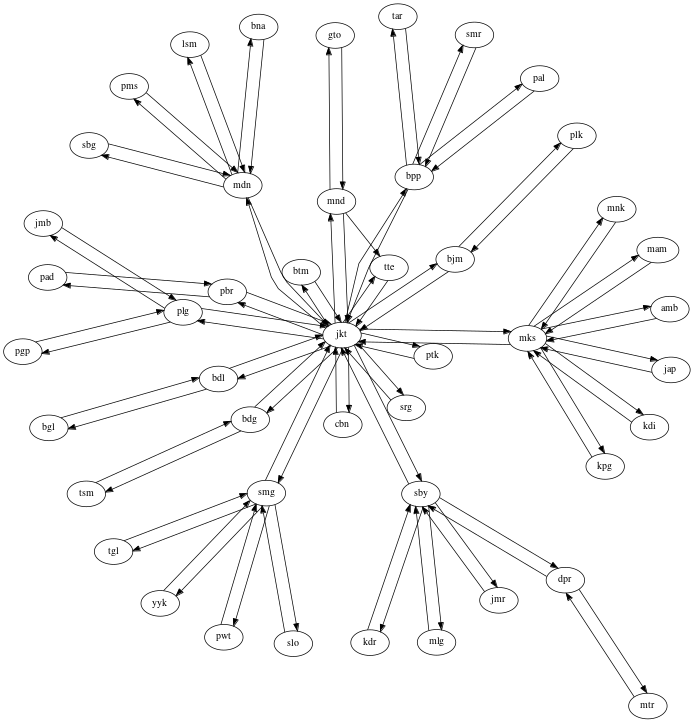 tar
bna
gto
smr
lsm
pal
pms
plk
sbg
bpp
mdn
mnd
mnk
jmb
mam
bjm
tte
btm
pad
pbr
amb
plg
jkt
mks
pgp
ptk
jap
bdl
srg
bdg
cbn
kdi
bgl
kpg
tsm
smg
sby
tgl
dpr
yyk
jmr
pwt
slo
kdr
mlg
mtr